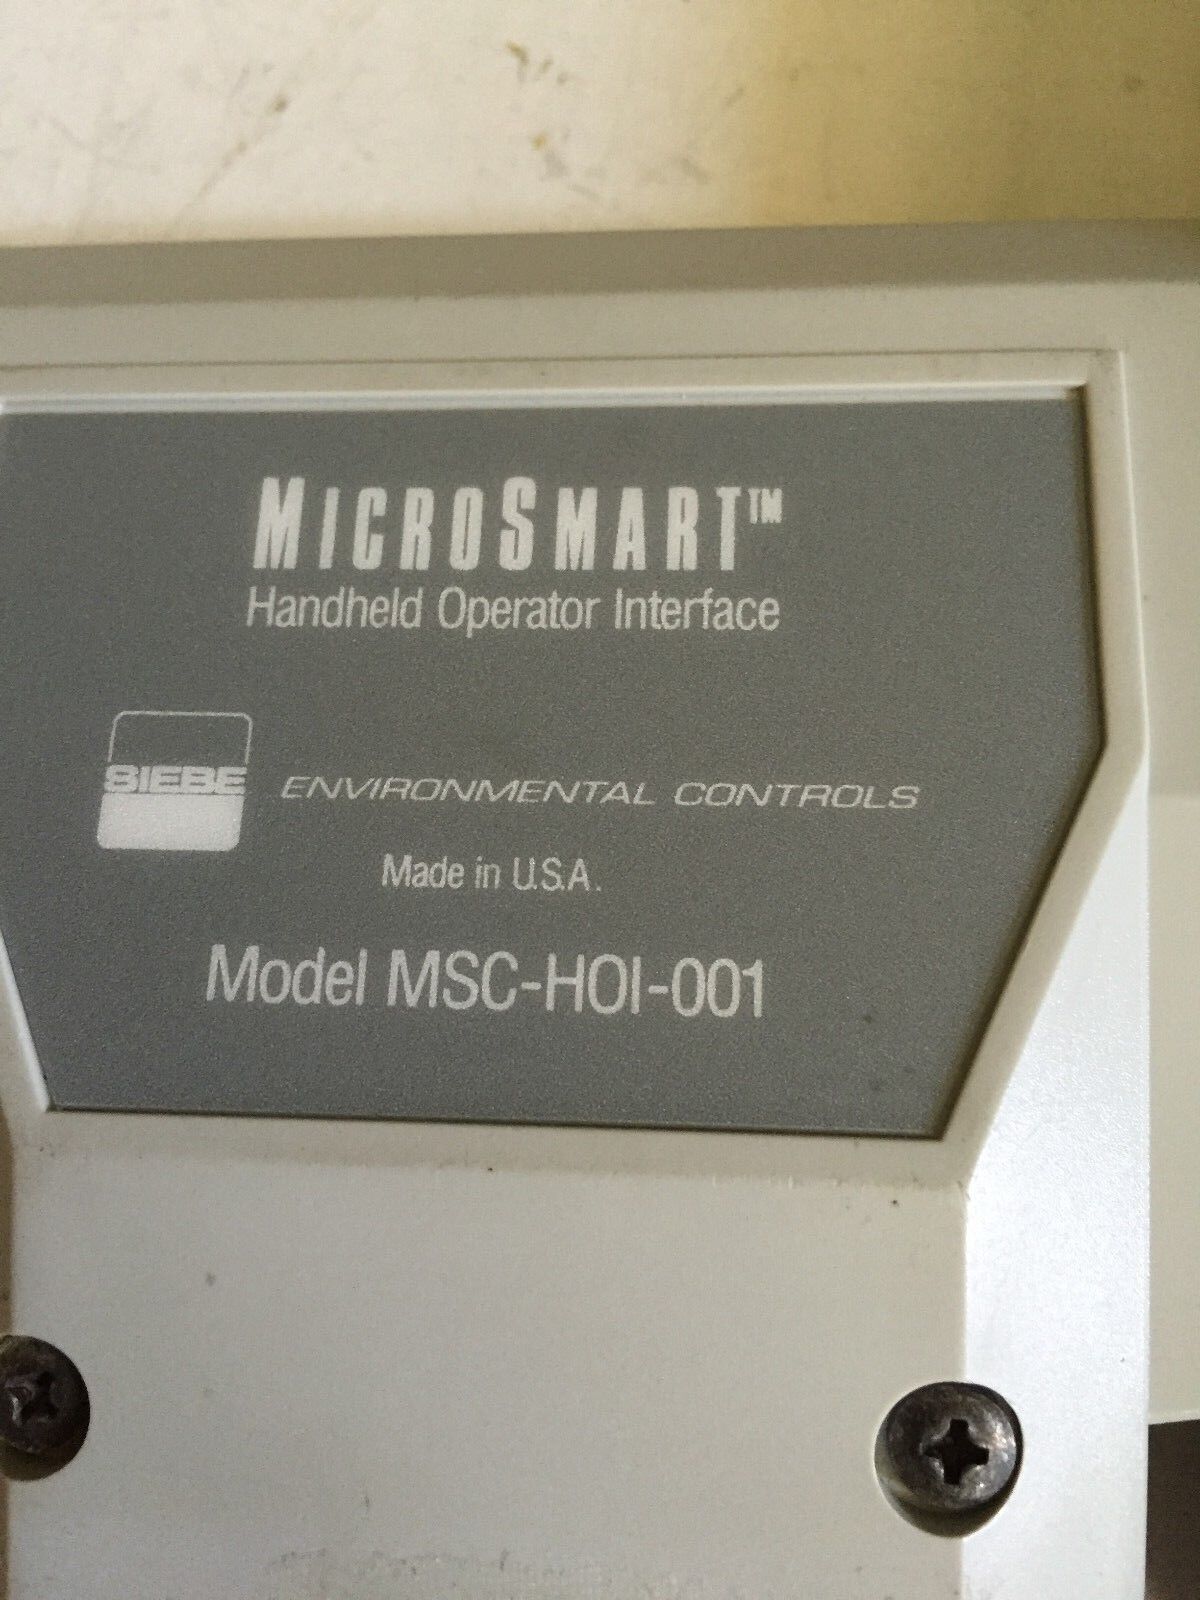 MICROSMART™
Handheld Operator Interface
SIEBE ENVIRONMENTAL CONTROLS
Made in U.S.A.
Model MSC-HOI-001